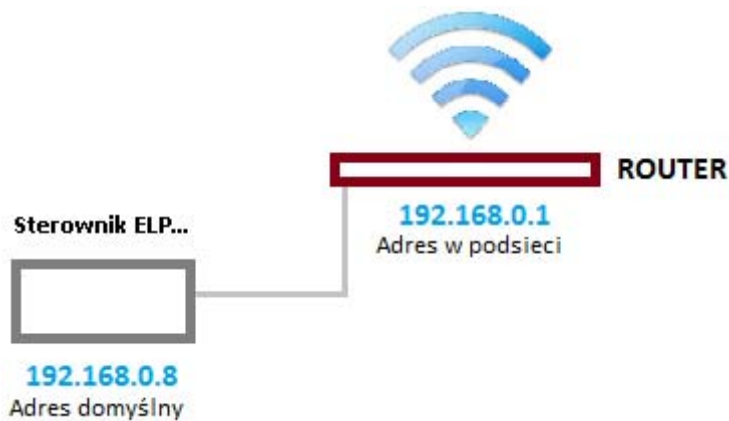 ROUTER
192.168.0.1
Adres w podsieci
Sterownik ELP...
192.168.0.8
Adres domyślny